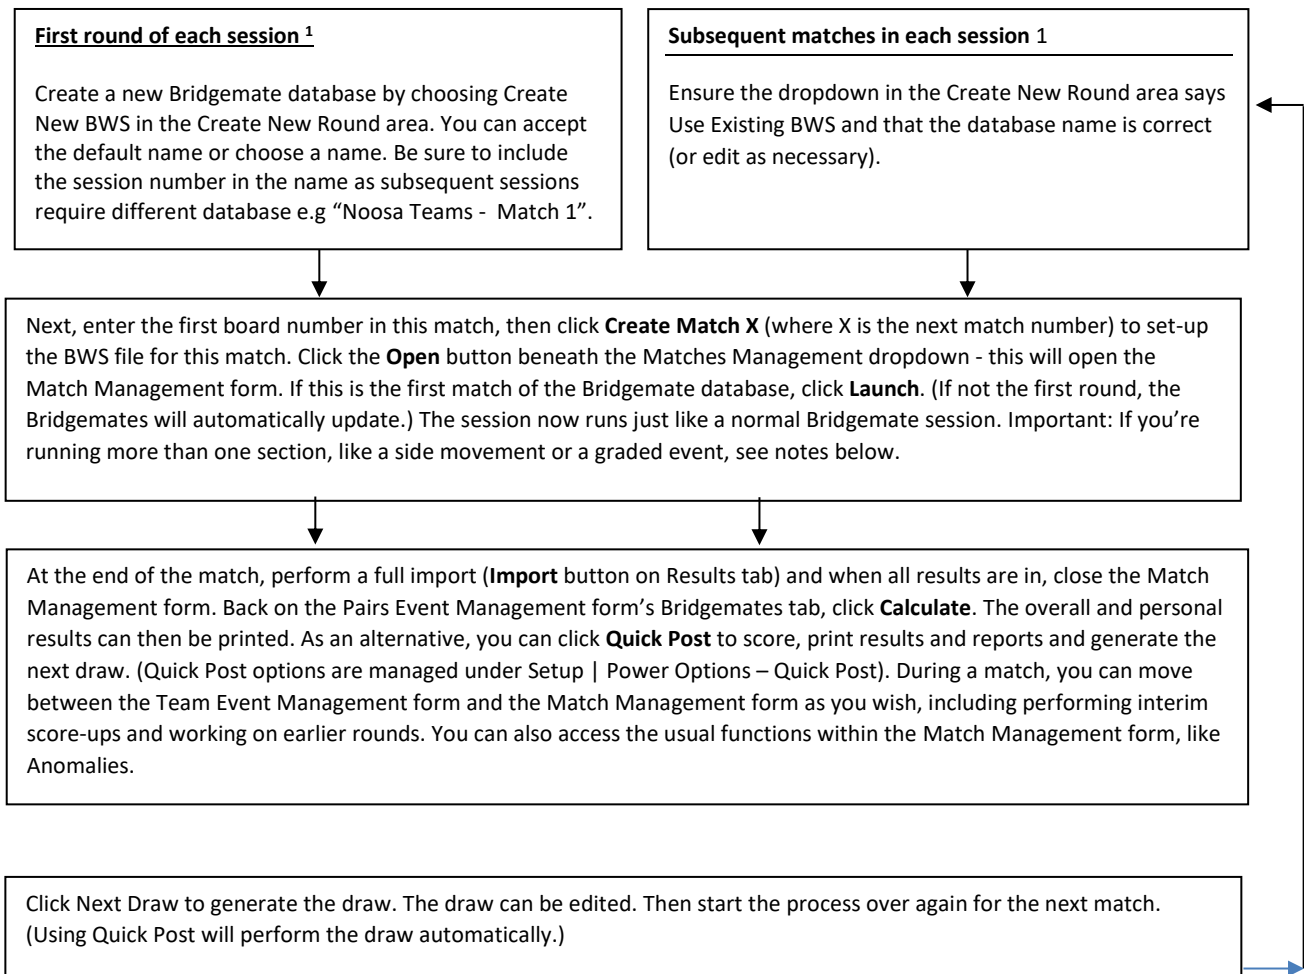 First round of each session 1
Create a new Bridgemate database by choosing Create
New BWS in the Create New Round area. You can accept
the default name or choose a name. Be sure to include
the session number in the name as subsequent sessions
require different database e.g “Noosa Teams - Match 1”.
Subsequent matches in each session 1
Ensure the dropdown in the Create New Round area says
Use Existing BWS and that the database name is correct
(or edit as necessary).
Next, enter the first board number in this match, then click Create Match X (where X is the next match number) to set-up
the BWS file for this match. Click the Open button beneath the Matches Management dropdown - this will open the
Match Management form. If this is the first match of the Bridgemate database, click Launch. (If not the first round, the
Bridgemates will automatically update.) The session now runs just like a normal Bridgemate session. Important: If you’re
running more than one section, like a side movement or a graded event, see notes below.
At the end of the match, perform a full import (Import button on Results tab) and when all results are in, close the Match
Management form. Back on the Pairs Event Management form’s Bridgemates tab, click Calculate. The overall and personal
results can then be printed. As an alternative, you can click Quick Post to score, print results and reports and generate the
next draw. (Quick Post options are managed under Setup | Power Options – Quick Post). During a match, you can move
between the Team Event Management form and the Match Management form as you wish, including performing interim
score-ups and working on earlier rounds. You can also access the usual functions within the Match Management form, like
Anomalies.
Click Next Draw to generate the draw. The draw can be edited. Then start the process over again for the next match.
(Using Quick Post will perform the draw automatically.)